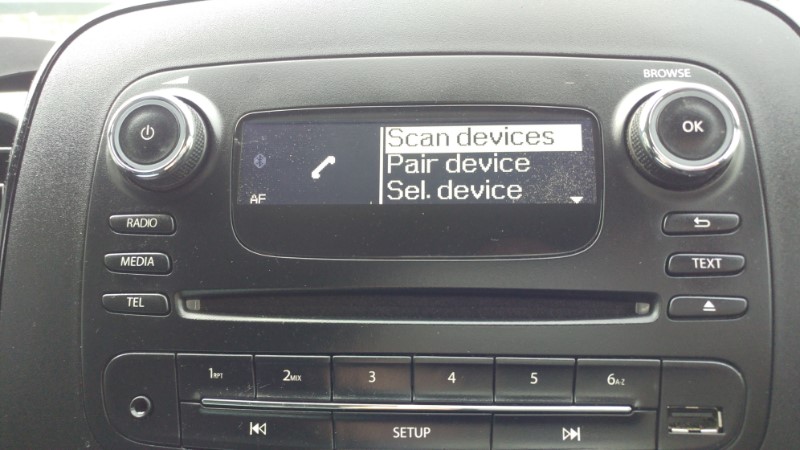 BROWSE
OK
Scan devices
Pair device
Sel. device
AF
RADIO
MEDIA
TEXT
TEL
1RPT 2MIX 3 4 5 6A-Z
SETUP